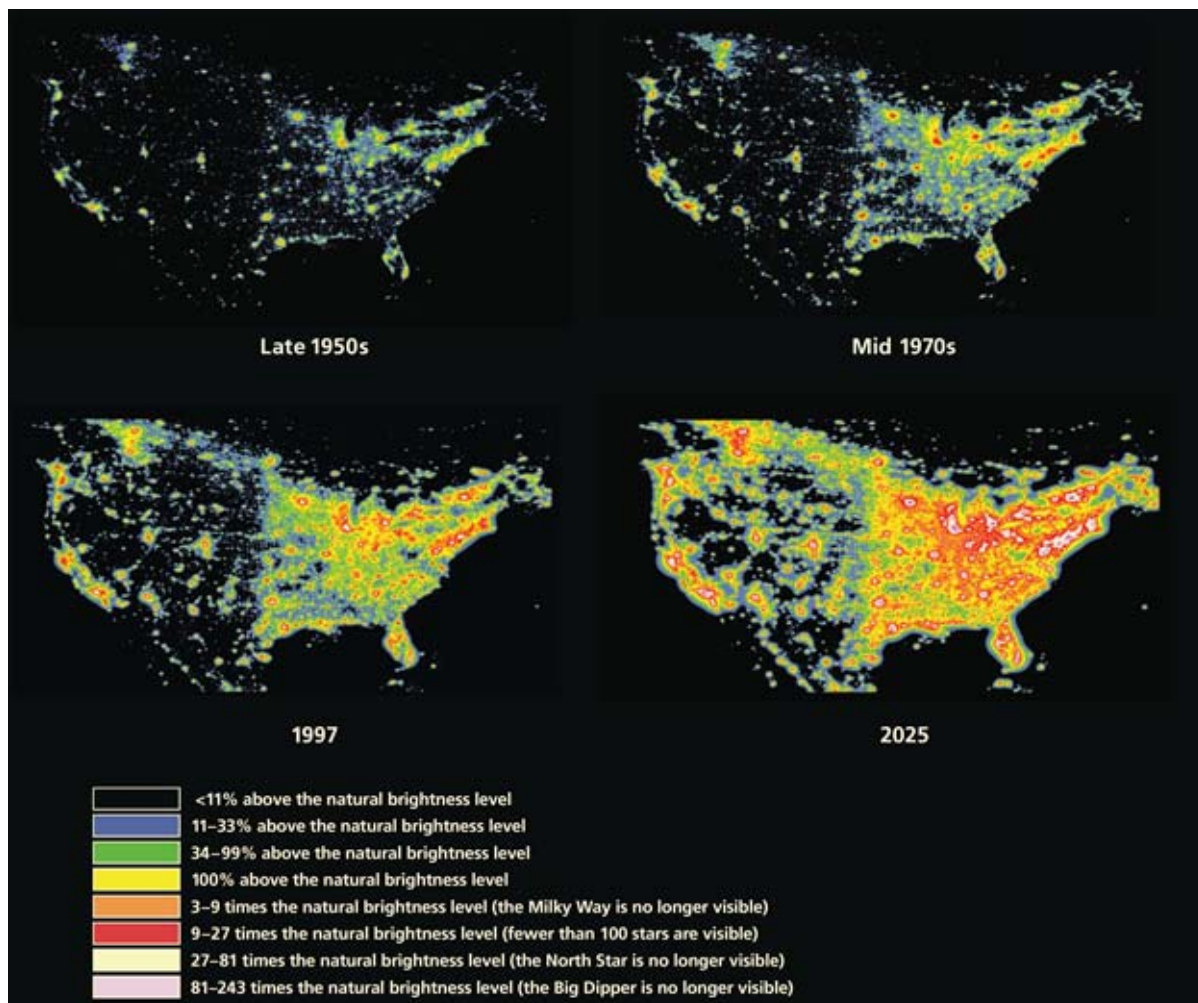 Late 1950s
Mid 1970s
1997
2025
<11% above the natural brightness level
11–33% above the natural brightness level
34–99% above the natural brightness level
100% above the natural brightness level
3–9 times the natural brightness level (the Milky Way is no longer visible)
9–27 times the natural brightness level (fewer than 100 stars are visible)
27–81 times the natural brightness level (the North Star is no longer visible)
81–243 times the natural brightness level (the Big Dipper is no longer visible)